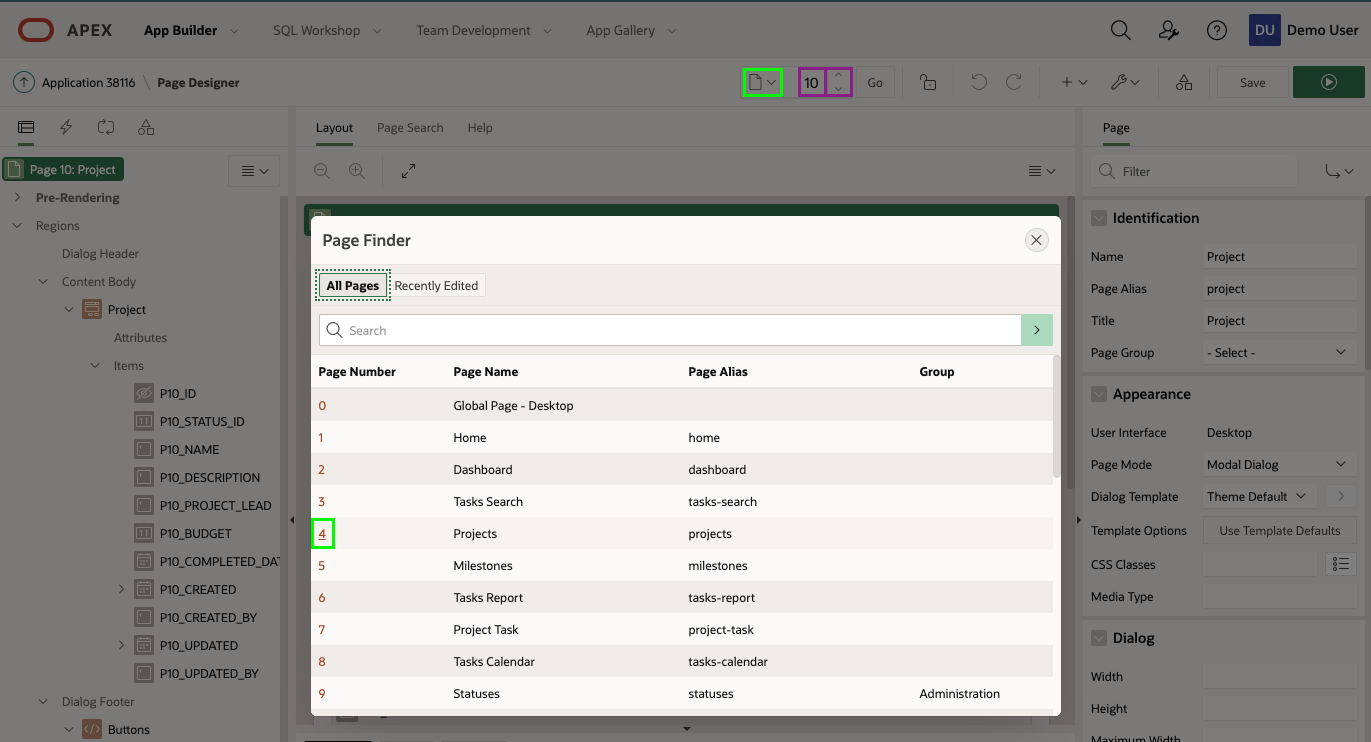 APEX App Builder SQL Workshop Team Development App Gallery DU Demo User
Application 38116 \ Page Designer 10 Go Save
Layout Page Search Help Page
Page 10: Project
Filter
Pre-Rendering
Regions
Dialog Header
Content Body
Project
Attributes
Items
P10_ID
P10_STATUS_ID
P10_NAME
P10_DESCRIPTION
P10_PROJECT_LEAD
P10_BUDGET
P10_COMPLETED_DAT
P10_CREATED
P10_CREATED_BY
P10_UPDATED
P10_UPDATED_BY
Dialog Footer
Buttons
Page Finder
All Pages Recently Edited
Search
Page Number Page Name Page Alias Group
0 Global Page - Desktop
1 Home home
2 Dashboard dashboard
3 Tasks Search tasks-search
4 Projects projects
5 Milestones milestones
6 Tasks Report tasks-report
7 Project Task project-task
8 Tasks Calendar tasks-calendar
9 Statuses statuses Administration
Identification
Name Project
Page Alias project
Title Project
Page Group - Select -
Appearance
User Interface Desktop
Page Mode Modal Dialog
Dialog Template Theme Default
Template Options Use Template Defaults
CSS Classes
Media Type
Dialog
Width
Height
Maximum Width